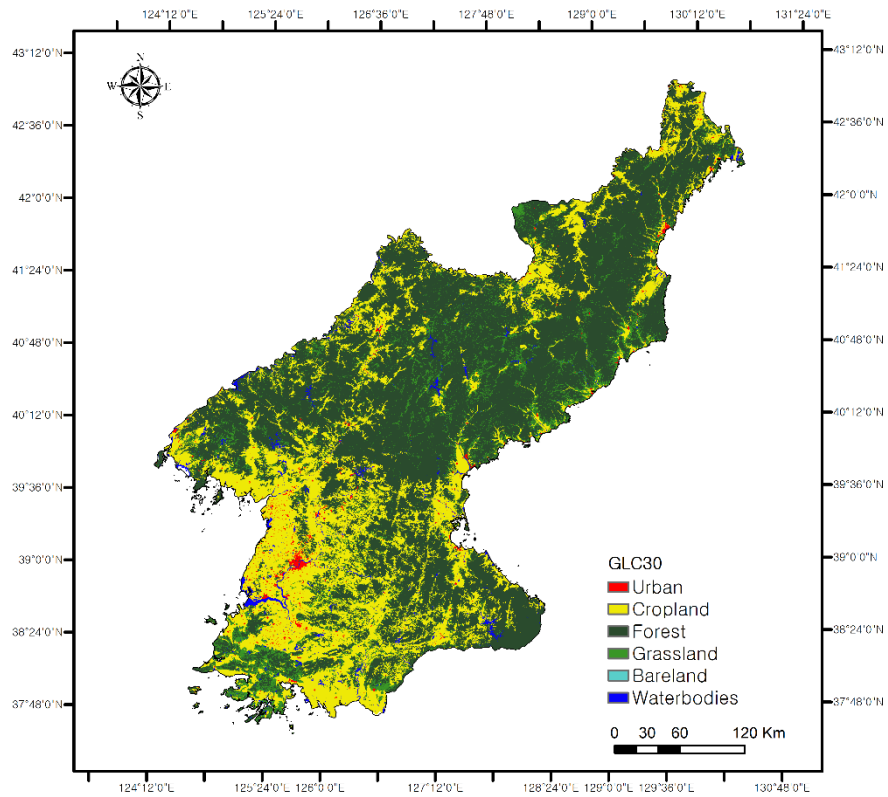 124°12'0"E 125°24'0"E 126°36'0"E 127°48'0"E 129°0'0"E 130°12'0"E 131°24'0"E
43°12'0"N 43°12'0"N
N
W E
S
42°36'0"N 42°36'0"N
42°0'0"N 42°0'0"N
41°24'0"N 41°24'0"N
40°48'0"N 40°48'0"N
40°12'0"N 40°12'0"N
39°36'0"N 39°36'0"N
39°0'0"N 39°0'0"N
GLC30
Urban
Cropland
38°24'0"N 38°24'0"N
Forest
Grassland
Bareland
37°48'0"N 37°48'0"N
Waterbodies
0 30 60 120 Km
124°12'0"E 125°24'0"E 126°0'0"E 127°12'0"E 128°24'0"E 129°0'0"E 129°36'0"E 130°48'0"E